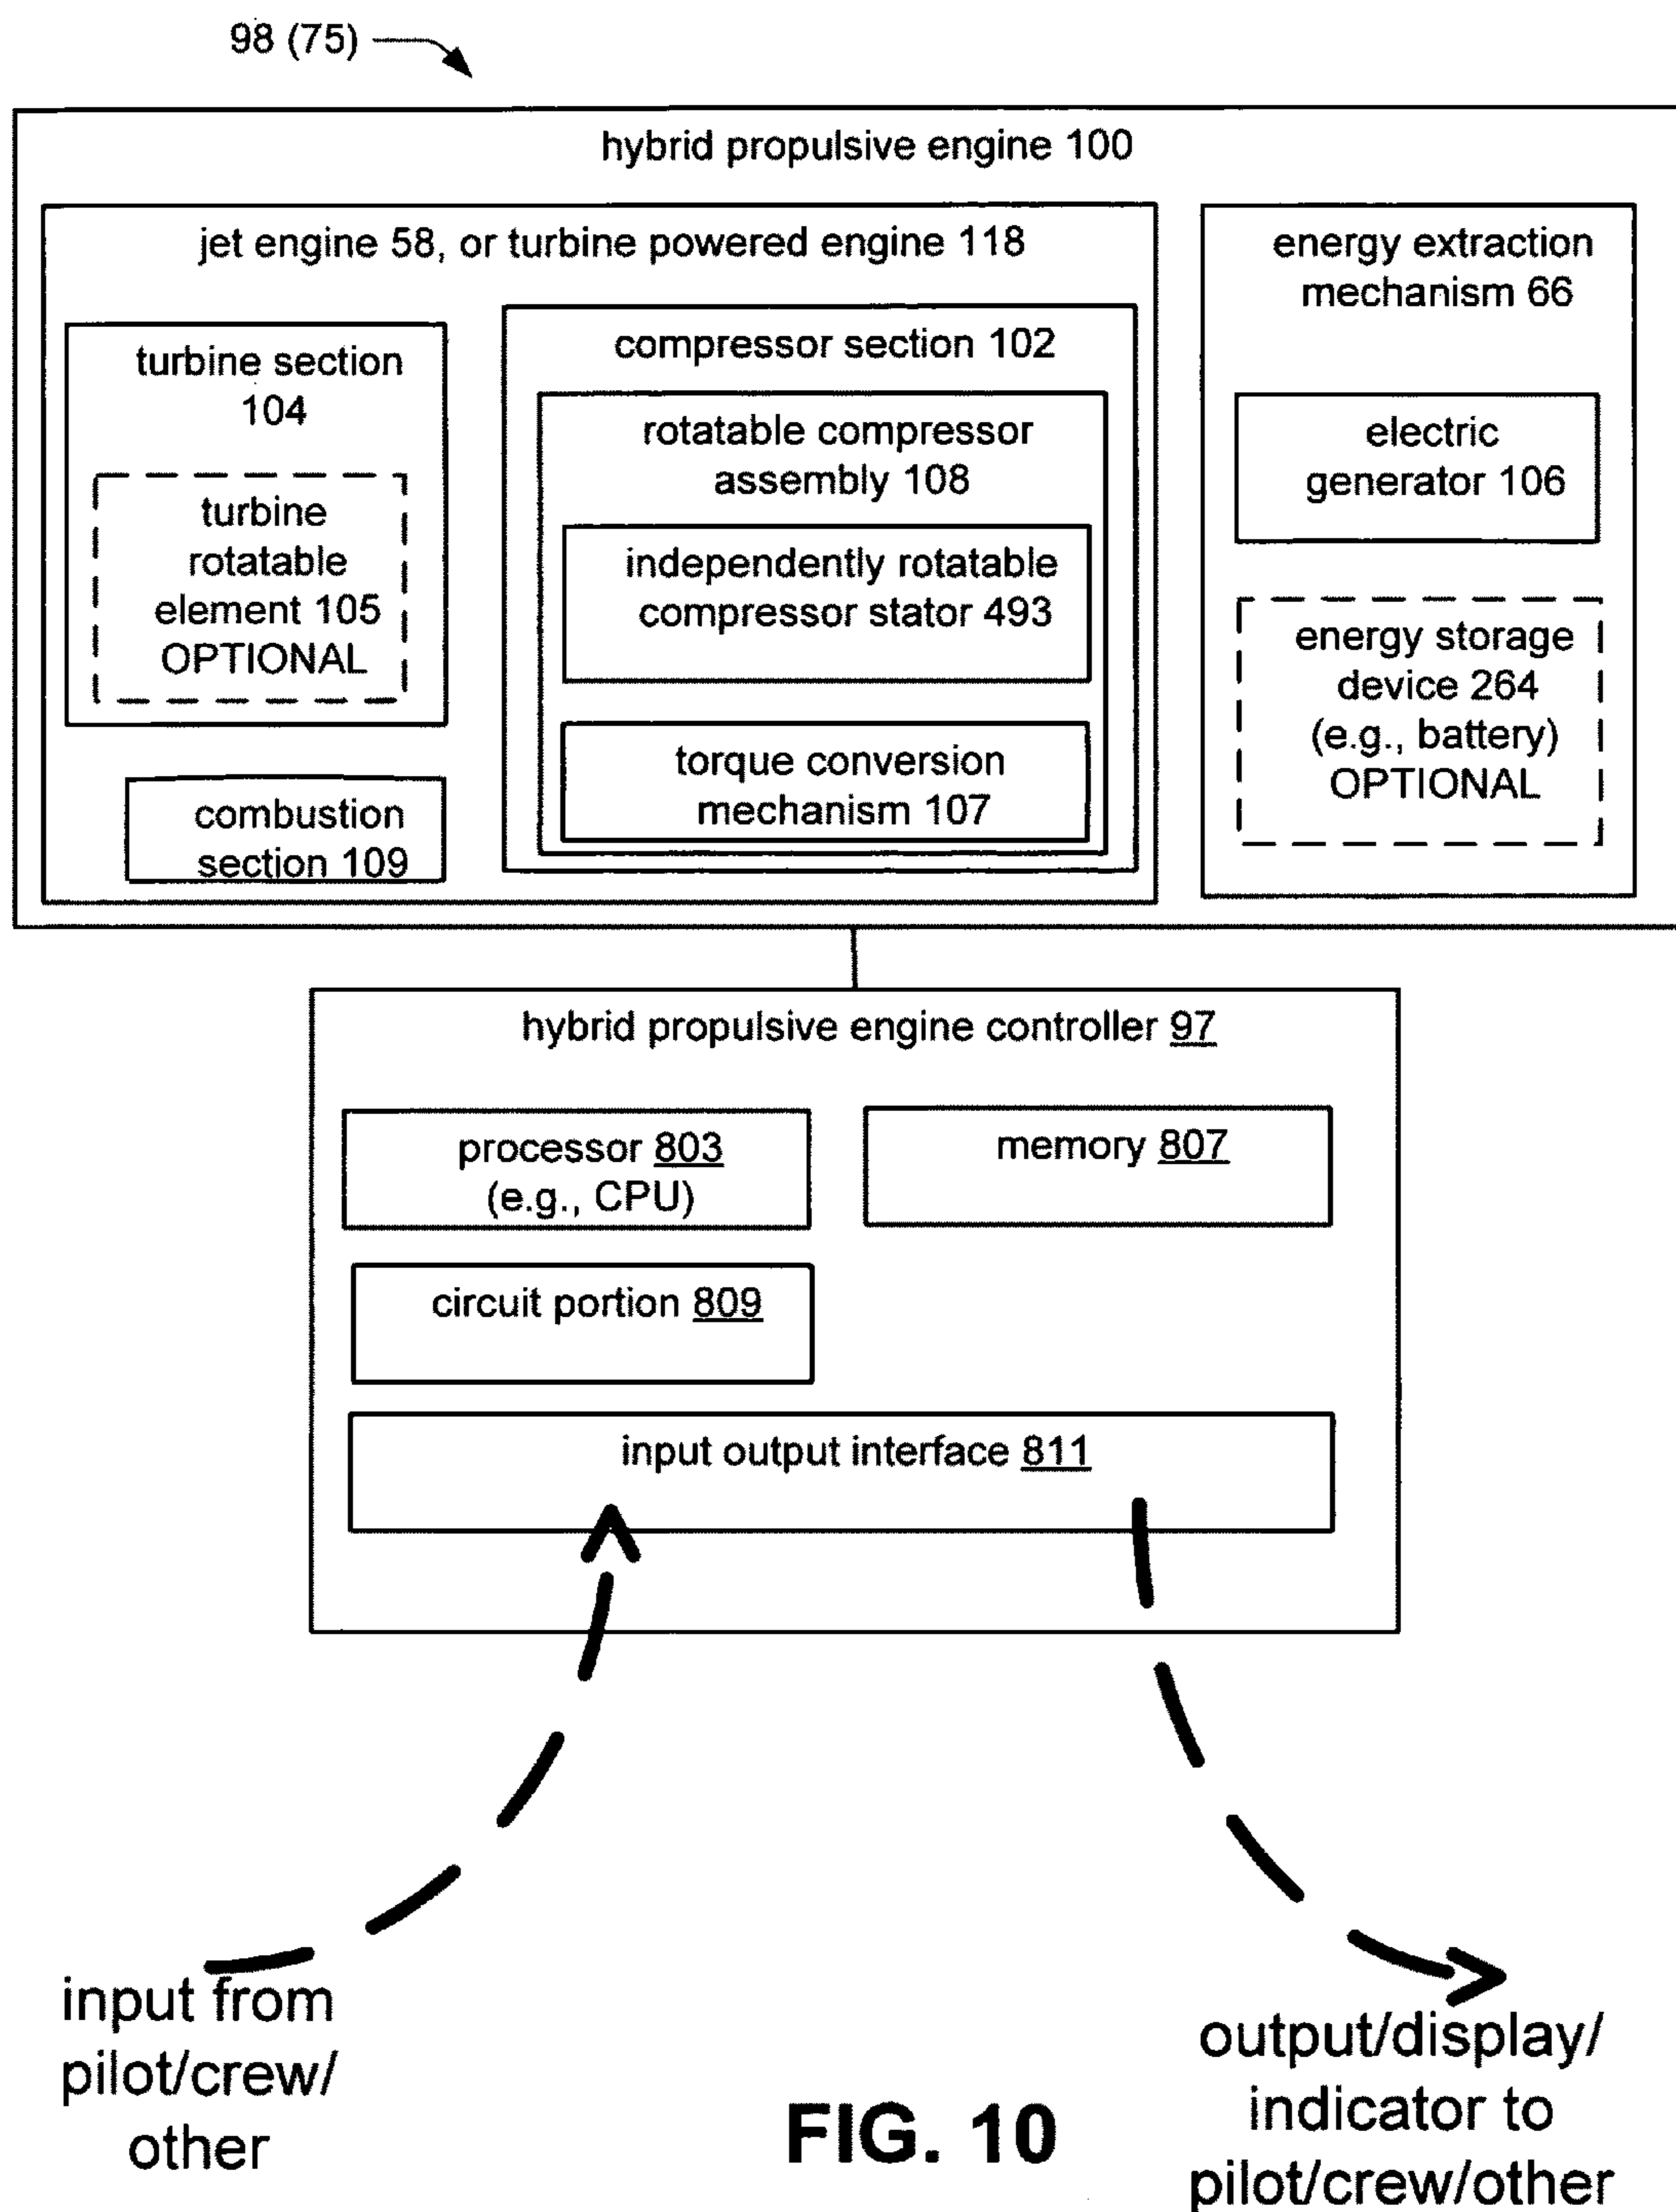 98 (75)
hybrid propulsive engine 100
jet engine 58, or turbine powered engine 118
turbine section
104
turbine
rotatable
element 105
OPTIONAL
combustion
section 109
compressor section 102
rotatable compressor
assembly 108
independently rotatable
compressor stator 493
torque conversion
mechanism 107
energy extraction
mechanism 66
electric
generator 106
energy storage
device 264
(e.g., battery)
OPTIONAL
hybrid propulsive engine controller 97
processor 803
(e.g., CPU)
memory 807
circuit portion 809
input output interface 811
input from
pilot/crew/
other
output/display/
indicator to
pilot/crew/other
FIG. 10